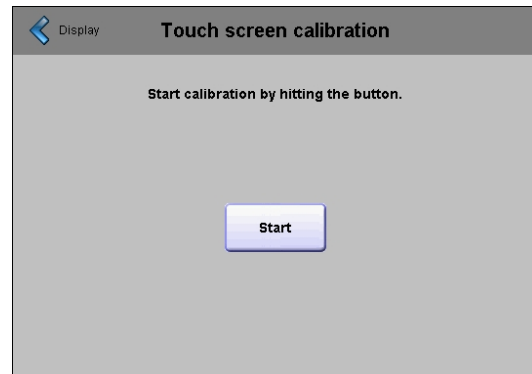 Display
Touch screen calibration
Start calibration by hitting the button.
Start